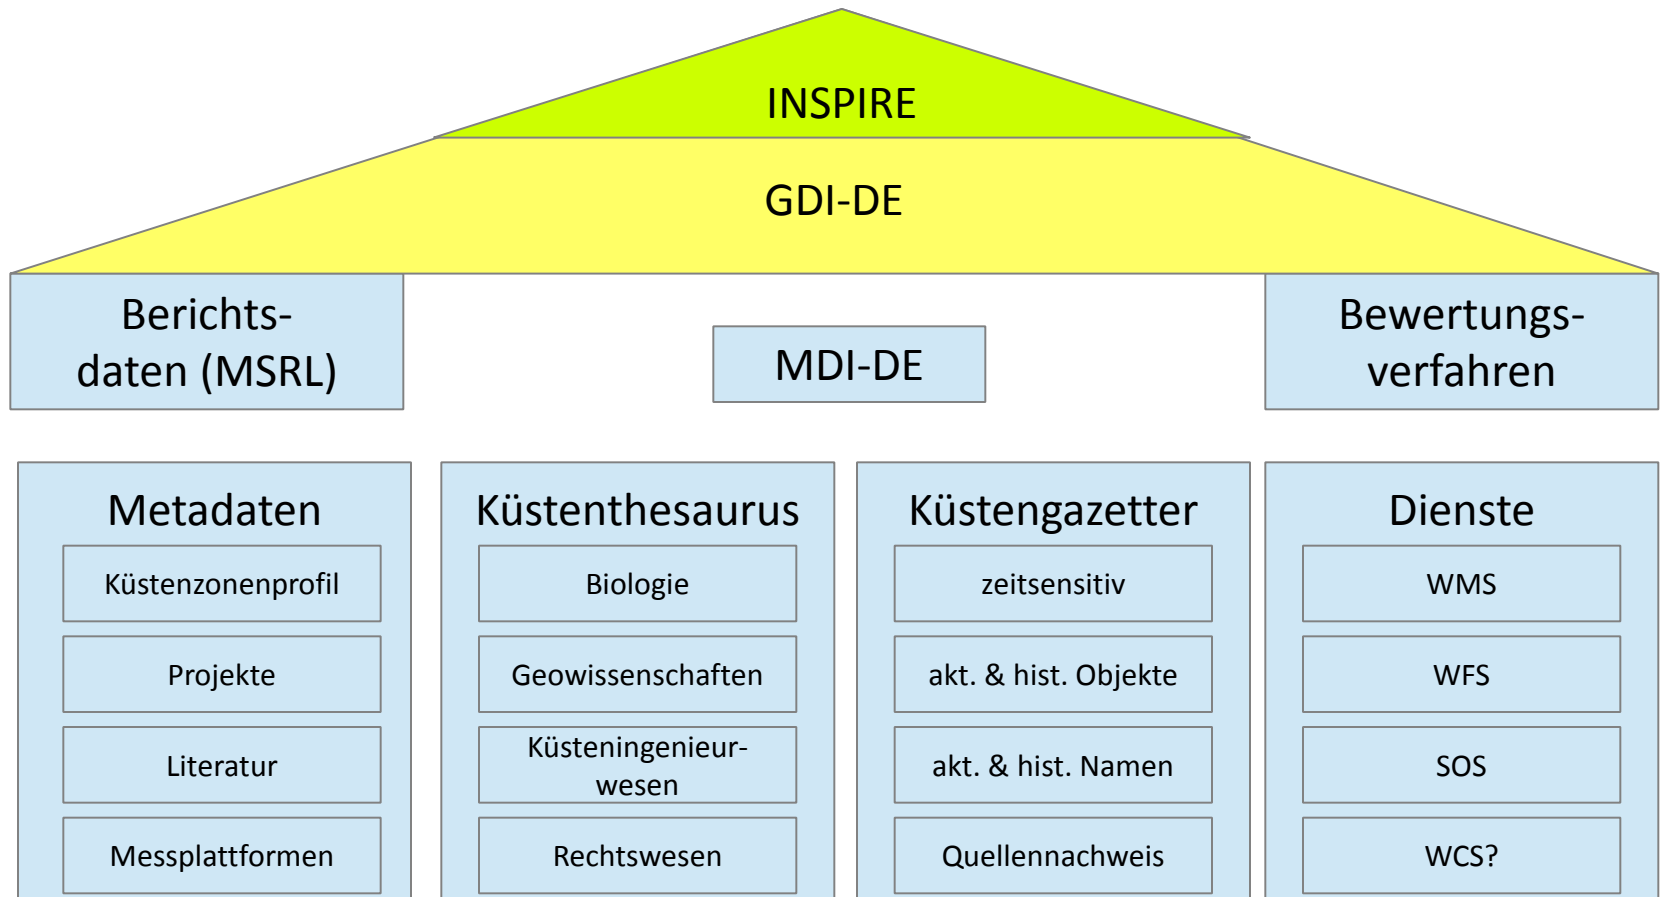 INSPIRE
GDI-DE
Berichts-
daten (MSRL)
MDI-DE
Bewertungs-
verfahren
Metadaten
Küstenzonenprofil
Projekte
Literatur
Messplattformen
Küstenthesaurus
Biologie
Geowissenschaften
Küsteningenieur-
wesen
Rechtswesen
Küstengazetter
zeitsensitiv
akt. & hist. Objekte
akt. & hist. Namen
Quellennachweis
Dienste
WMS
WFS
SOS
WCS?